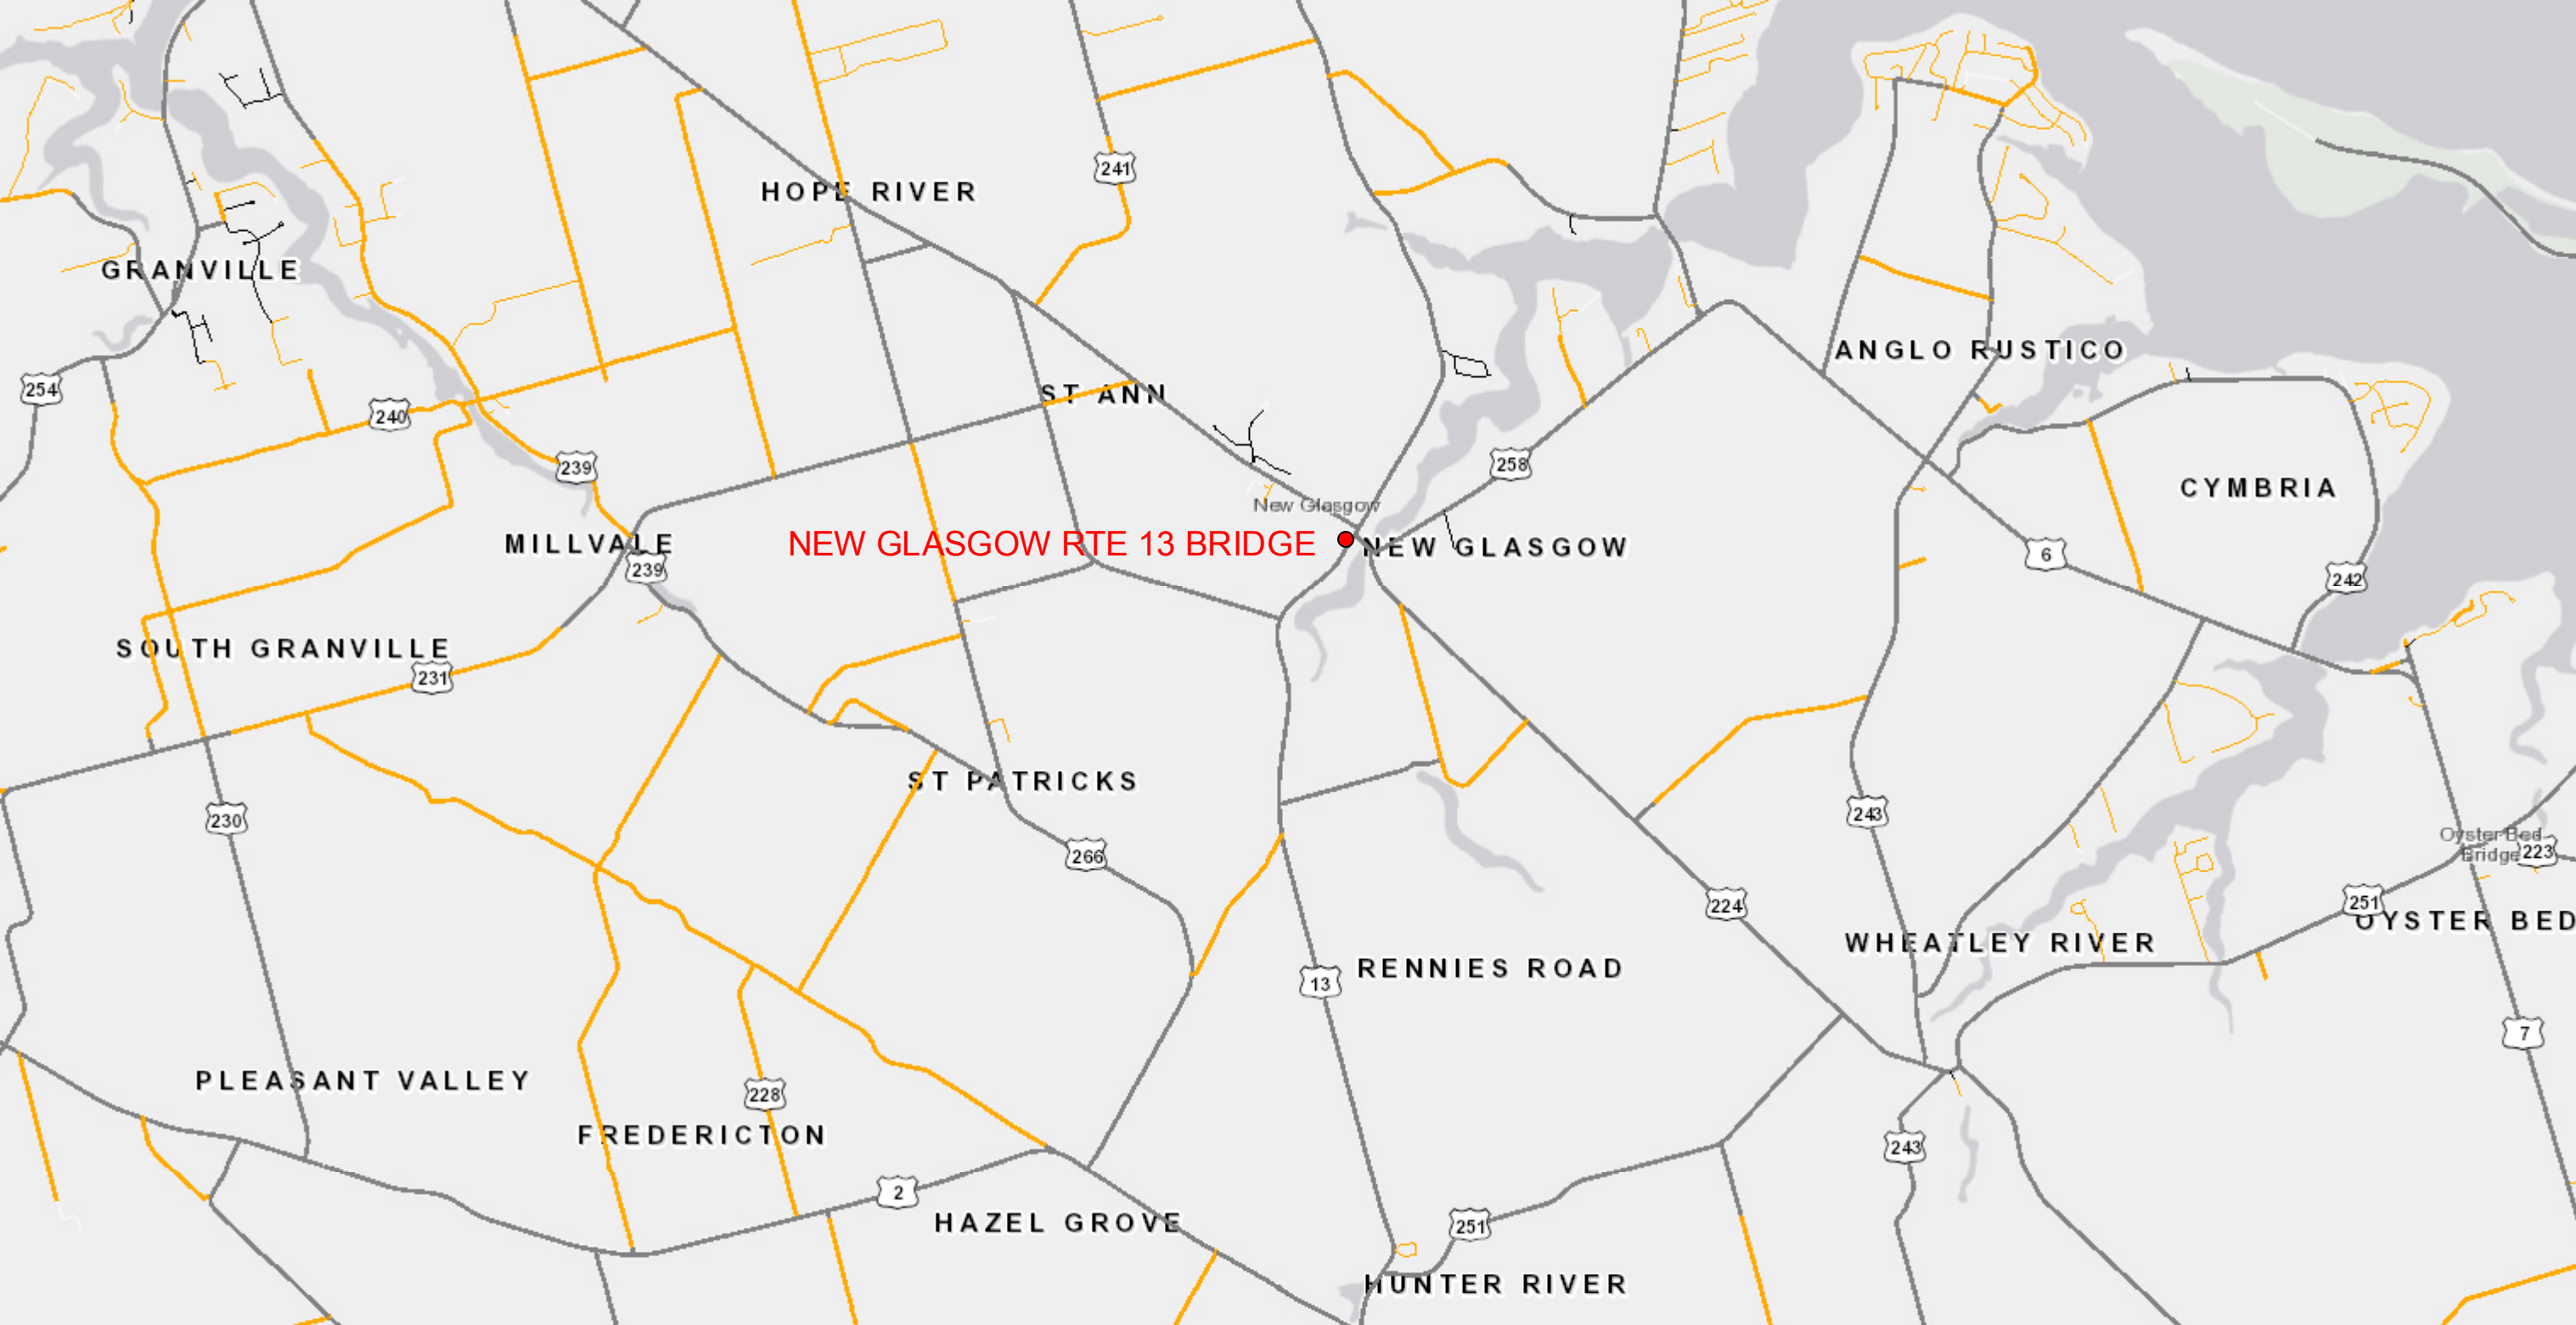 241
HOPE RIVER
GRANVILLE
ANGLO RUSTICO
254
ST ANN
240
239
258
CYMBRIA
New Glasgow
MILLVALE
NEW GLASGOW RTE 13 BRIDGE
NEW GLASGOW
6
239
242
SOUTH GRANVILLE
231
ST PATRICKS
230
243
Oyster Bed
Bridge
223
266
224
251
OYSTER BED
WHEATLEY RIVER
RENNIES ROAD
13
7
PLEASANT VALLEY
228
FREDERICTON
243
2
HAZEL GROVE
251
HUNTER RIVER